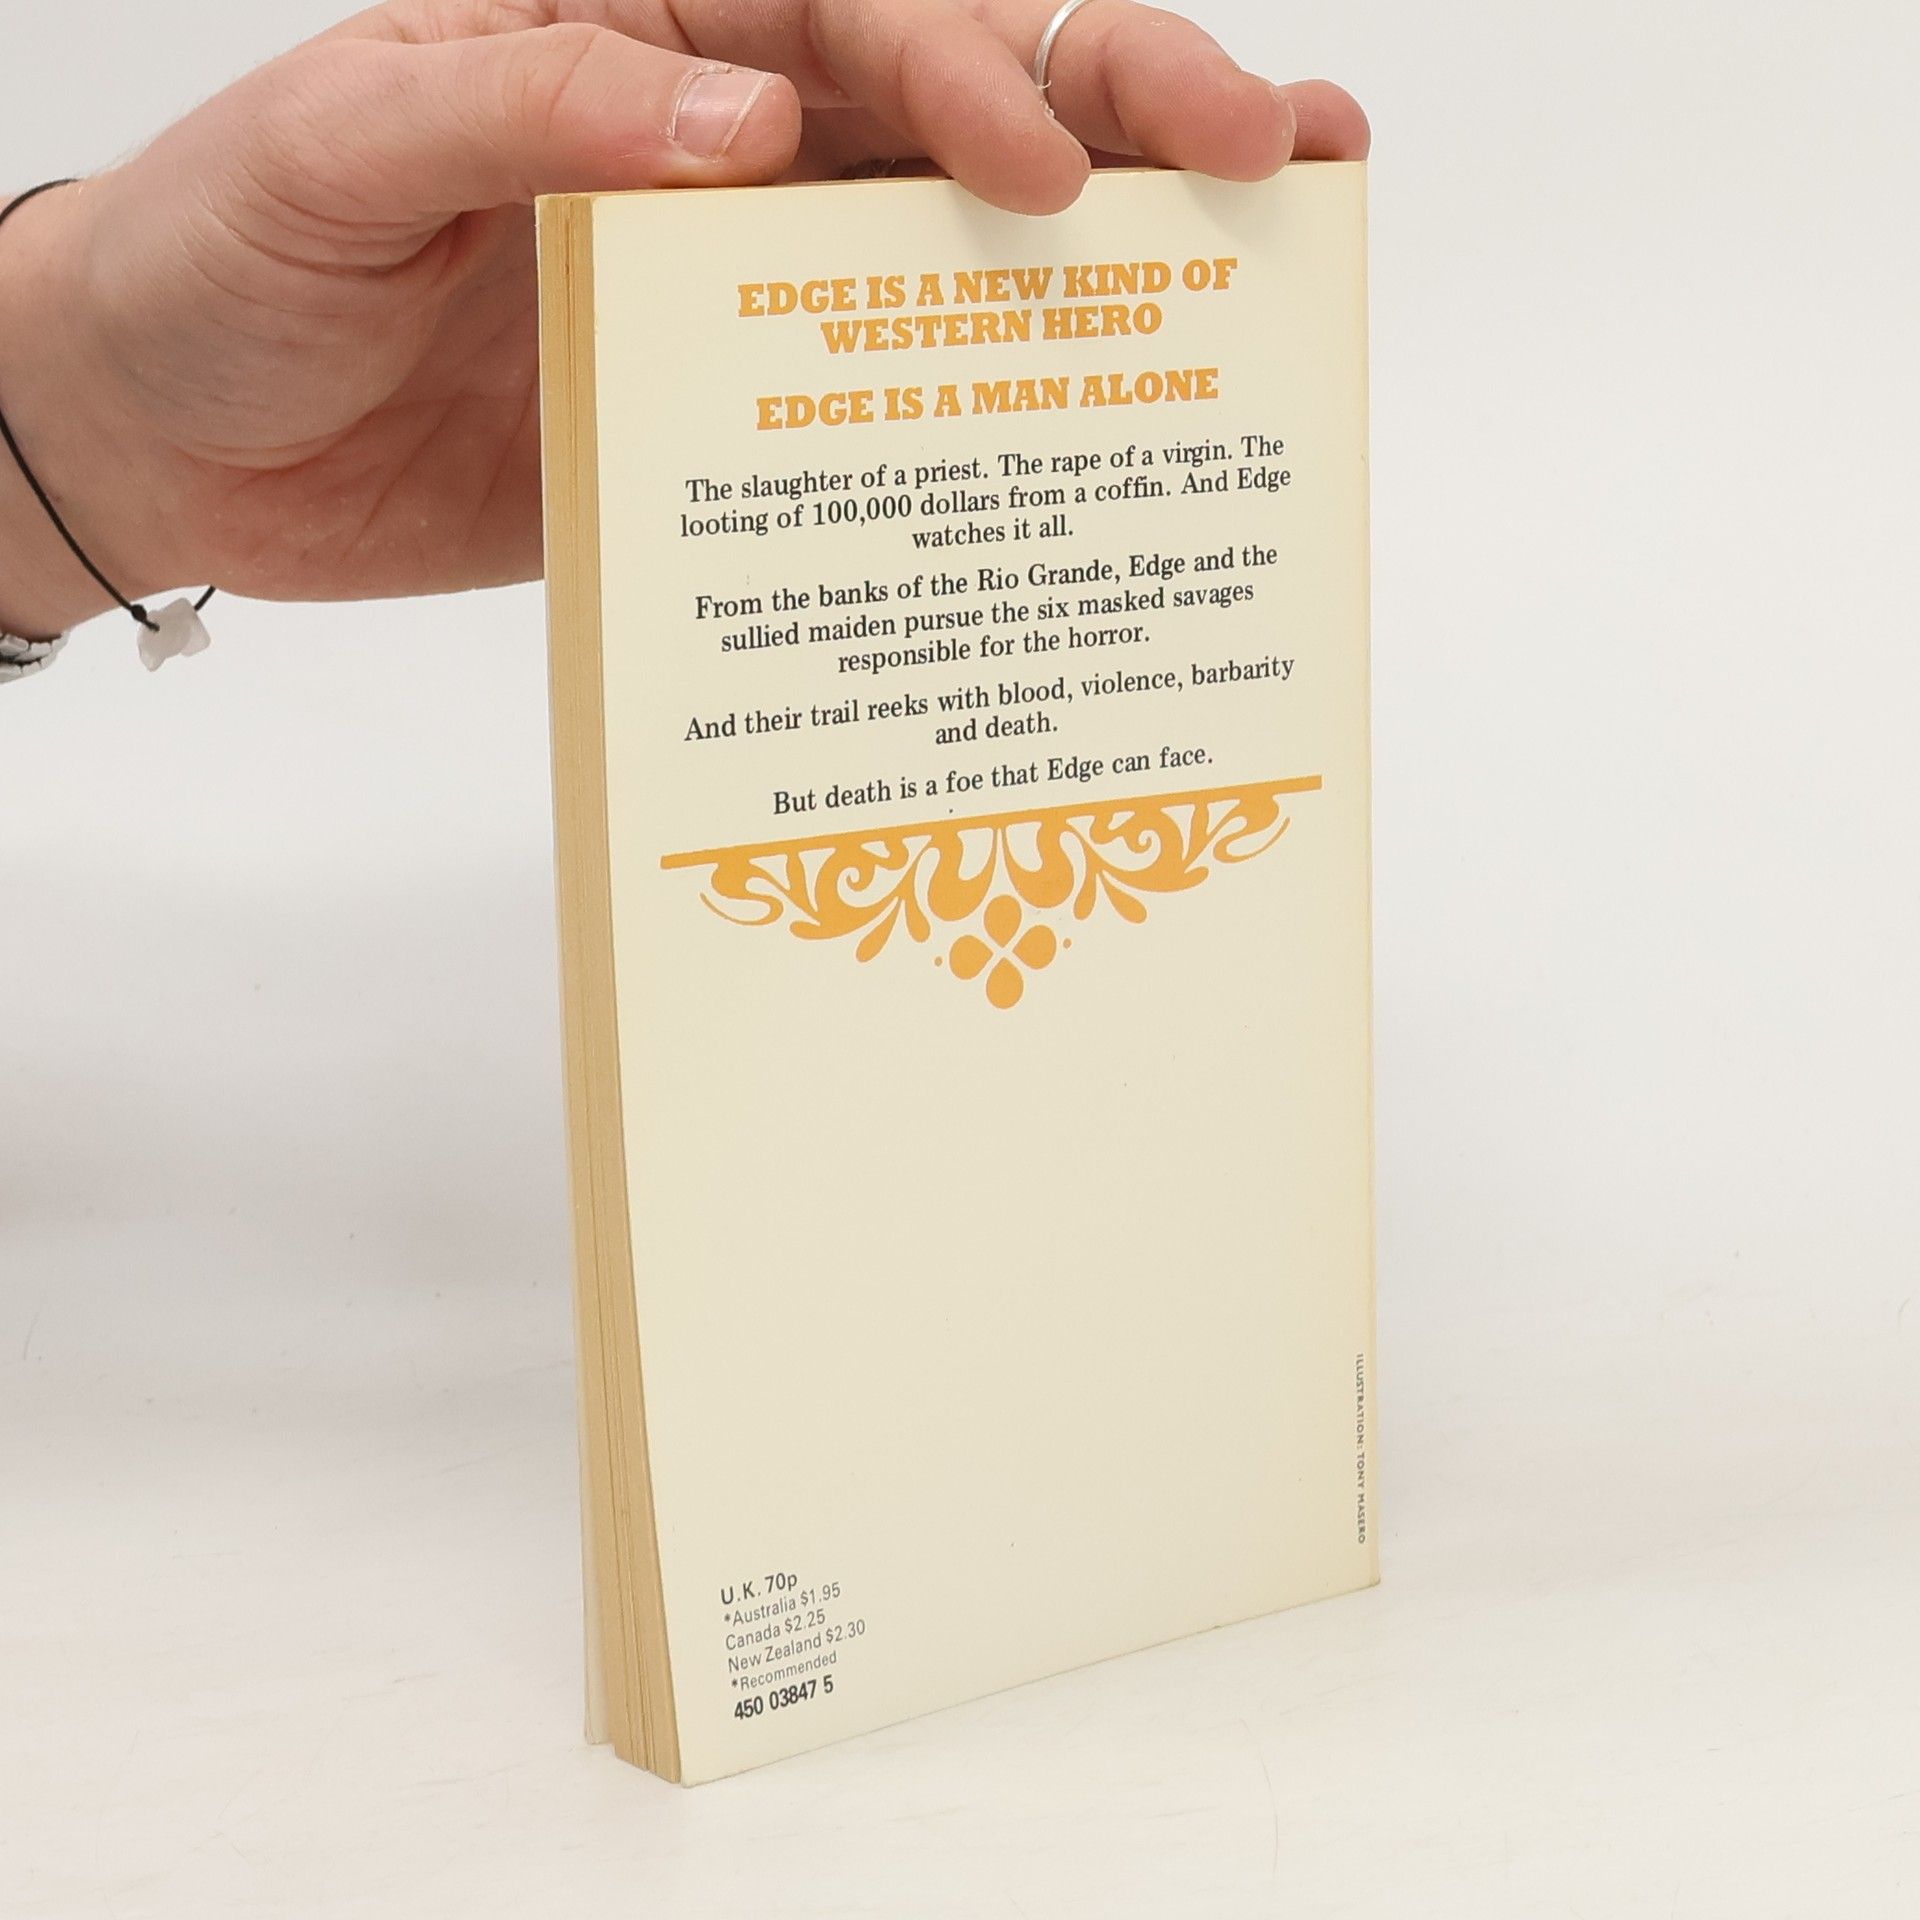 EDGE IS A NEW KIND OF
WESTERN HERO
EDGE IS A MAN ALONE
The slaughter of a priest. The rape of a virgin. The
looting of 100,000 dollars from a coffin. And Edge
watches it all.
From the banks of the Rio Grande, Edge and the
sullied maiden pursue the six masked savages
responsible for the horror.
And their trail reeks with blood, violence, barbarity
and death.
But death is a foe that Edge can face.
ILLUSTRATION: TONY MASERO
U.K. 70p
*Australia $1.95
Canada $2.25
New Zealand $2.30
*Recommended
450 03847 5